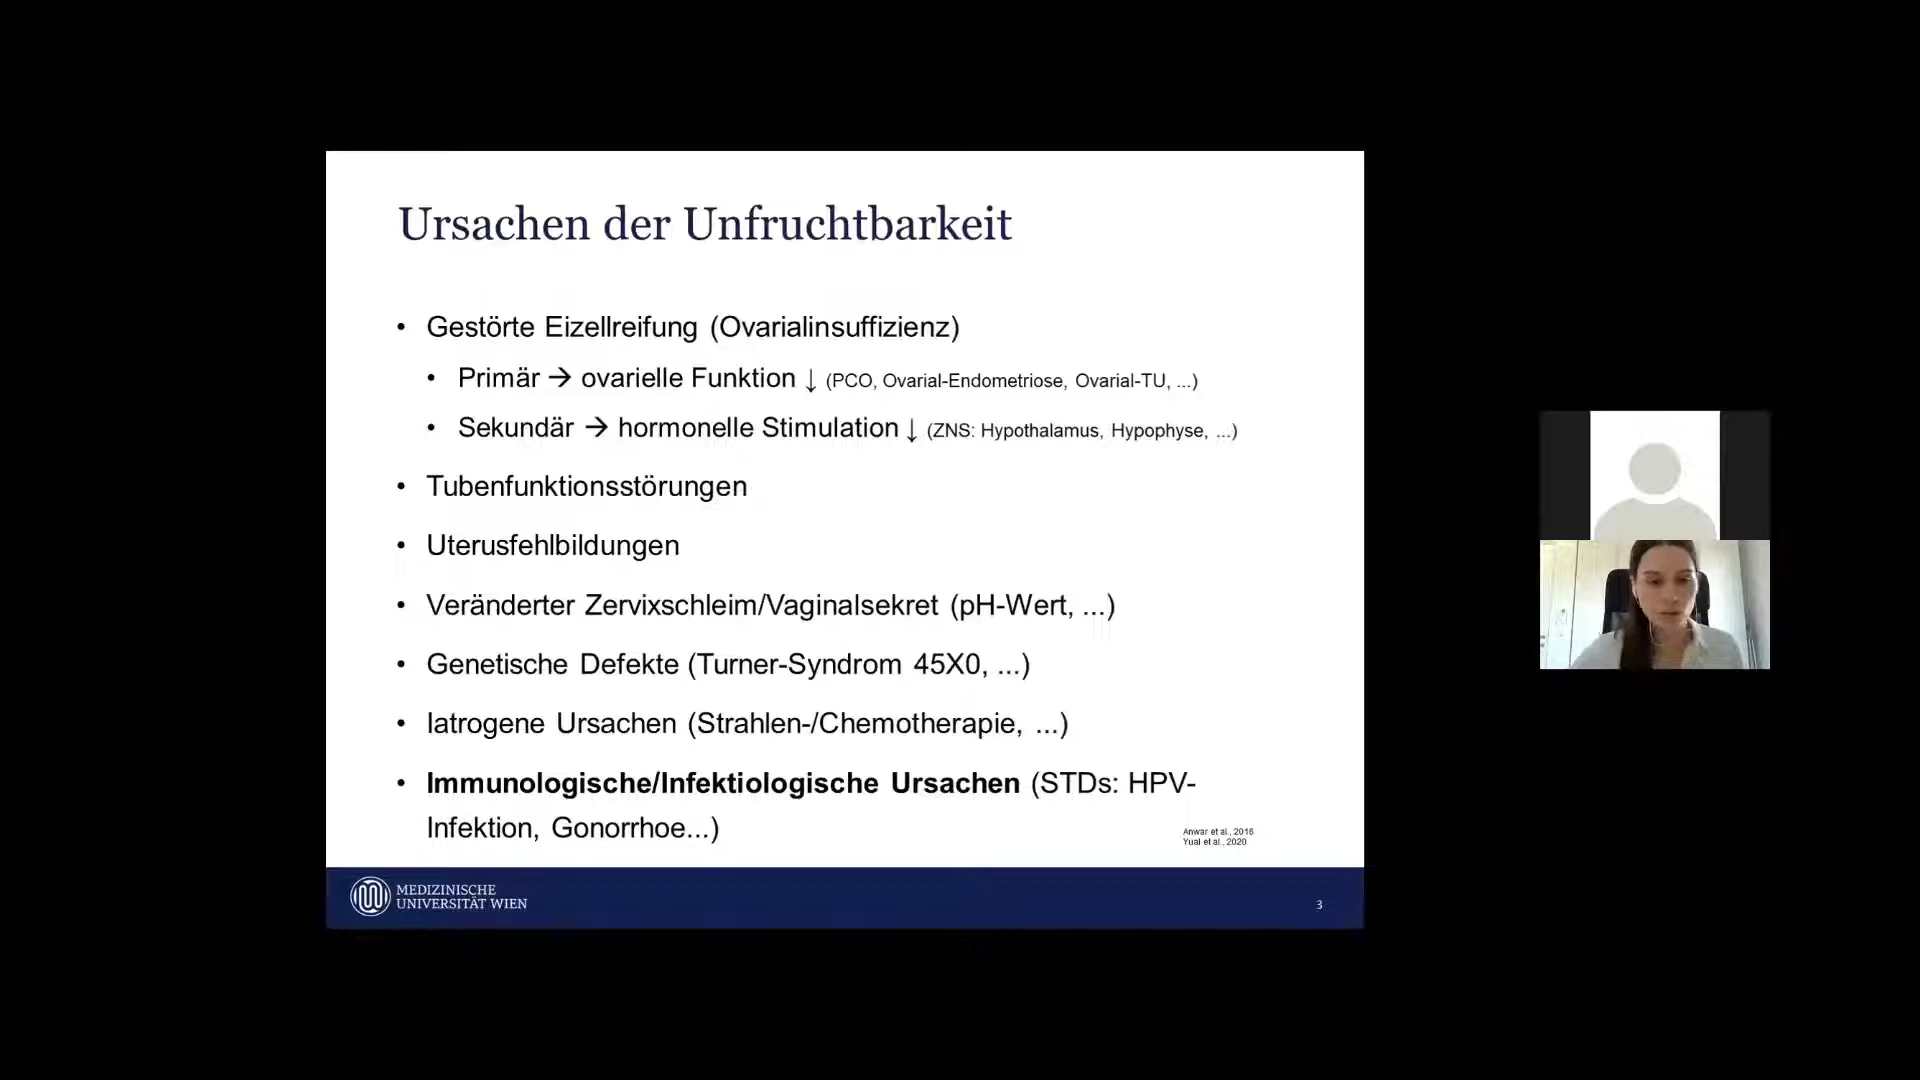 Ursachen der Unfruchtbarkeit
• Gestörte Eizellreifung (Ovarialinsuffizienz)
• Primär → ovarielle Funktion ↓ (PCO, Ovarial-Endometriose, Ovarial-TU, ...)
• Sekundär → hormonelle Stimulation ↓ (ZNS: Hypothalamus, Hypophyse, ...)
• Tubenfunktionsstörungen
• Uterusfehlbildungen
• Veränderter Zervixschleim/Vaginalsekret (pH-Wert, ...)
• Genetische Defekte (Turner-Syndrom 45X0, ...)
• Iatrogene Ursachen (Strahlen-/Chemotherapie, ...)
• Immunologische/Infektiologische Ursachen (STDs: HPV-
Infektion, Gonorrhoe...)
Anwar et al., 2016
Yual et al., 2020
MEDIZINISCHE
UNIVERSITÄT WIEN
3